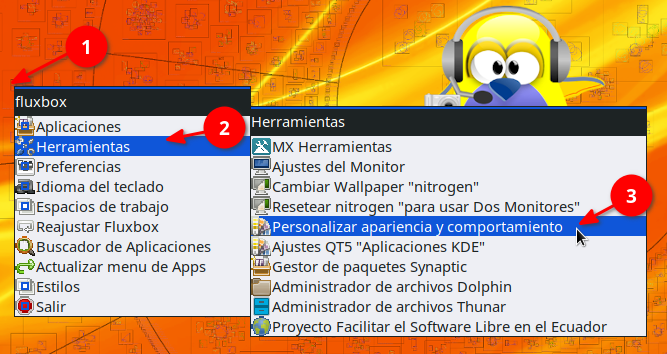 1
fluxbox
Aplicaciones
Herramientas
2
Preferencias
Idioma del teclado
Espacios de trabajo
Reajustar Fluxbox
Buscador de Aplicaciones
Actualizar menu de Apps
Estilos
Salir
Herramientas
MX Herramientas
Ajustes del Monitor
Cambiar Wallpaper "nitrogen"
Resetear nitrogen "para usar Dos Monitores"
3
Personalizar apariencia y comportamiento
Ajustes QT5 "Aplicaciones KDE"
Gestor de paquetes Synaptic
Administrador de archivos Dolphin
Administrador de archivos Thunar
Proyecto Facilitar el Software Libre en el Ecuador